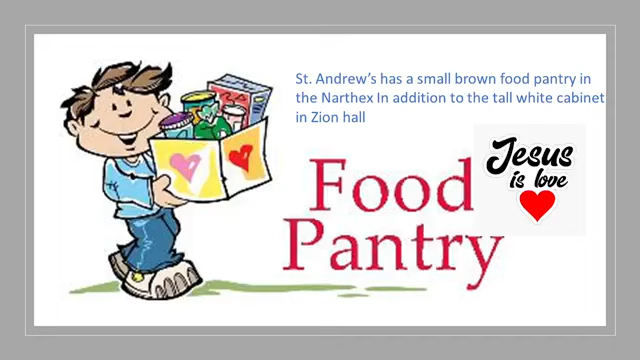 St. Andrew's has a small brown food pantry in
the Narthex In addition to the tall white cabinet
in Zion hall
Food
Pantry
Jesus
is love